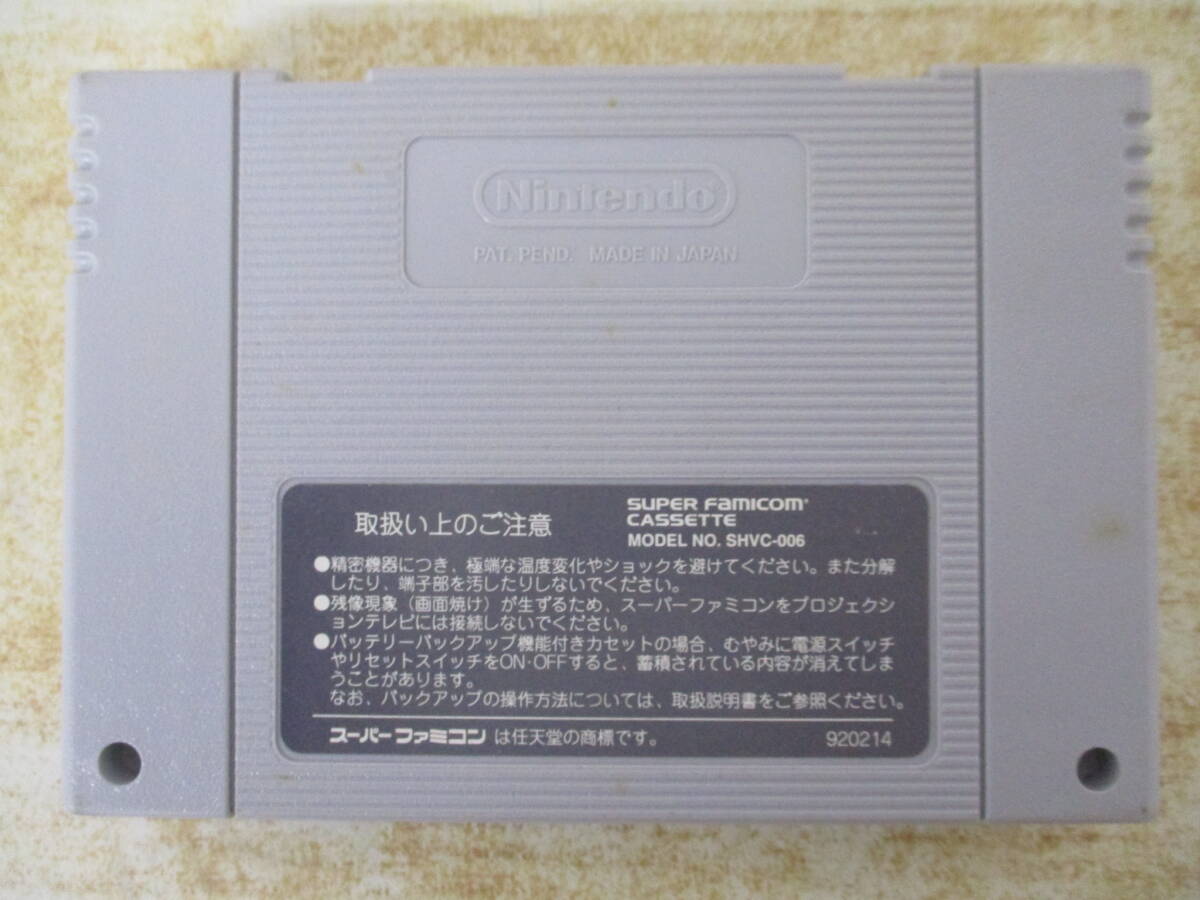 Nintendo
PAT. PEND. MADE IN JAPAN
取扱い上のご注意
SUPER FAMICOM
CASSETTE
MODEL NO. SHVC-006
●精密機器につき、極端な温度変化やショックを避けてください。また分解
したり、端子部を汚したりしないでください。
●残像現象（画面焼け）が生ずるため、スーパーファミコンをプロジェクシ
ョンテレビには接続しないでください。
●バッテリーバックアップ機能付きカセットの場合、むやみに電源スイッチ
やリセットスイッチをON・OFFすると、蓄積されている内容が消えてしま
うことがあります。
なお、バックアップの操作方法については、取扱説明書をご参照ください。
スーパーファミコン は任天堂の商標です。
920214